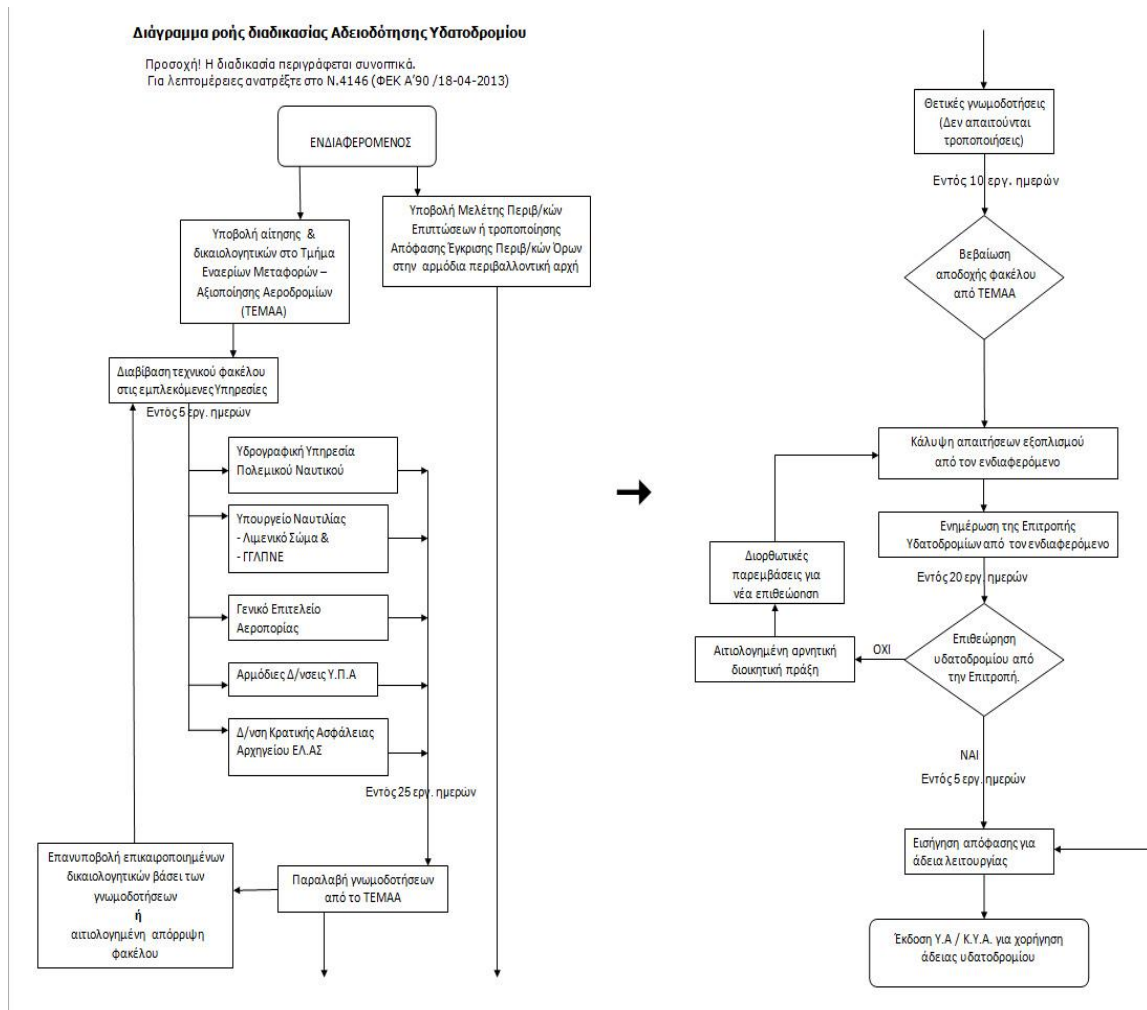 Διάγραμμα ροής διαδικασίας Αδειοδότησης Υδατοδρομίου
Προσοχή! Η διαδικασία περιγράφεται συνοπτικά.
Για λεπτομέρειες ανατρέξτε στο Ν.4146 (ΦΕΚ Α'90 /18-04-2013)
ΕΝΔΙΑΦΕΡΟΜΕΝΟΣ
Υποβολή αίτησης &
δικαιολογητικών στο Τμήμα
Εναερίων Μεταφορών –
Αξιοποίησης Αεροδρομίων
(ΤΕΜΑΑ)
Υποβολή Μελέτης Περιβ/κών
Επιπτώσεων ή τροποποίησης
Απόφασης Έγκρισης Περιβ/κών Όρων
στην αρμόδια περιβαλλοντική αρχή
Διαβίβαση τεχνικού φακέλου
στις εμπλεκόμενες Υπηρεσίες
Εντός 5 εργ. ημερών
Υδρογραφική Υπηρεσία
Πολεμικού Ναυτικού
Υπουργείο Ναυτιλίας
- Λιμενικό Σώμα &
- ΓΓΛΠΝΕ
Γενικό Επιτελείο
Αεροπορίας
Αρμόδιες Δ/νσεις Υ.Π.Α
Δ/νση Κρατικής Ασφάλειας
Αρχηγείου ΕΛ.ΑΣ
Εντός 25 εργ. ημερών
Επανυποβολή επικαιροποιημένων
δικαιολογητικών βάσει των
γνωμοδοτήσεων
ή
αιτιολογημένη απόρριψη
φακέλου
Παραλαβή γνωμοδοτήσεων
από το ΤΕΜΑΑ
Θετικές γνωμοδοτήσεις
(Δεν απαιτούνται
τροποποιήσεις)
Εντός 10 εργ. ημερών
Βεβαίωση
αποδοχής φακέλου
από ΤΕΜΑΑ
Κάλυψη απαιτήσεων εξοπλισμού
από τον ενδιαφερόμενο
Ενημέρωση της Επιτροπής
Υδατοδρομίων από τον ενδιαφερόμενο
Εντός 20 εργ. ημερών
Διορθωτικές
παρεμβάσεις για
νέα επιθεώρηση
Αιτιολογημένη αρνητική
διοικητική πράξη
ΟΧΙ
Επιθεώρηση
υδατοδρομίου από
την Επιτροπή.
ΝΑΙ
Εντός 5 εργ. ημερών
Εισήγηση απόφασης για
άδεια λειτουργίας
Έκδοση Υ.Α / Κ.Υ.Α. για χορήγηση
άδειας υδατοδρομίου